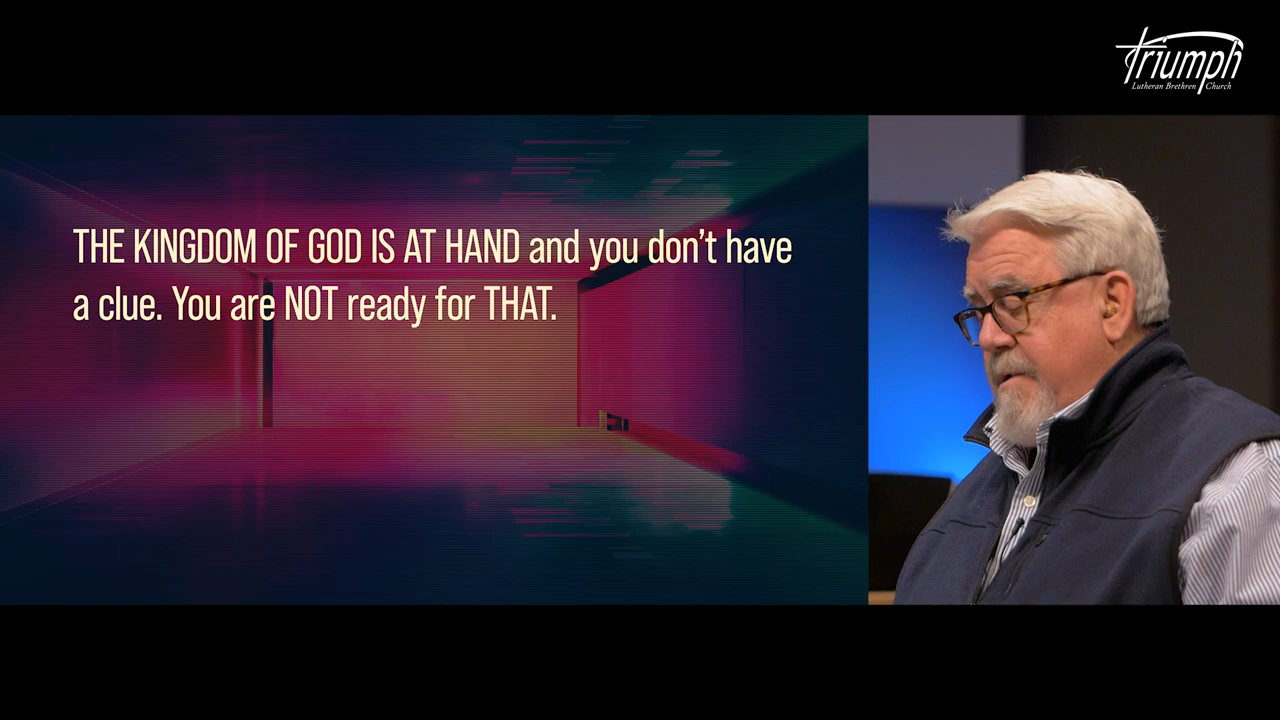 triumph
Lutheran Brethren Church
THE KINGDOM OF GOD IS AT HAND and you don't have
a clue. You are NOT ready for THAT.